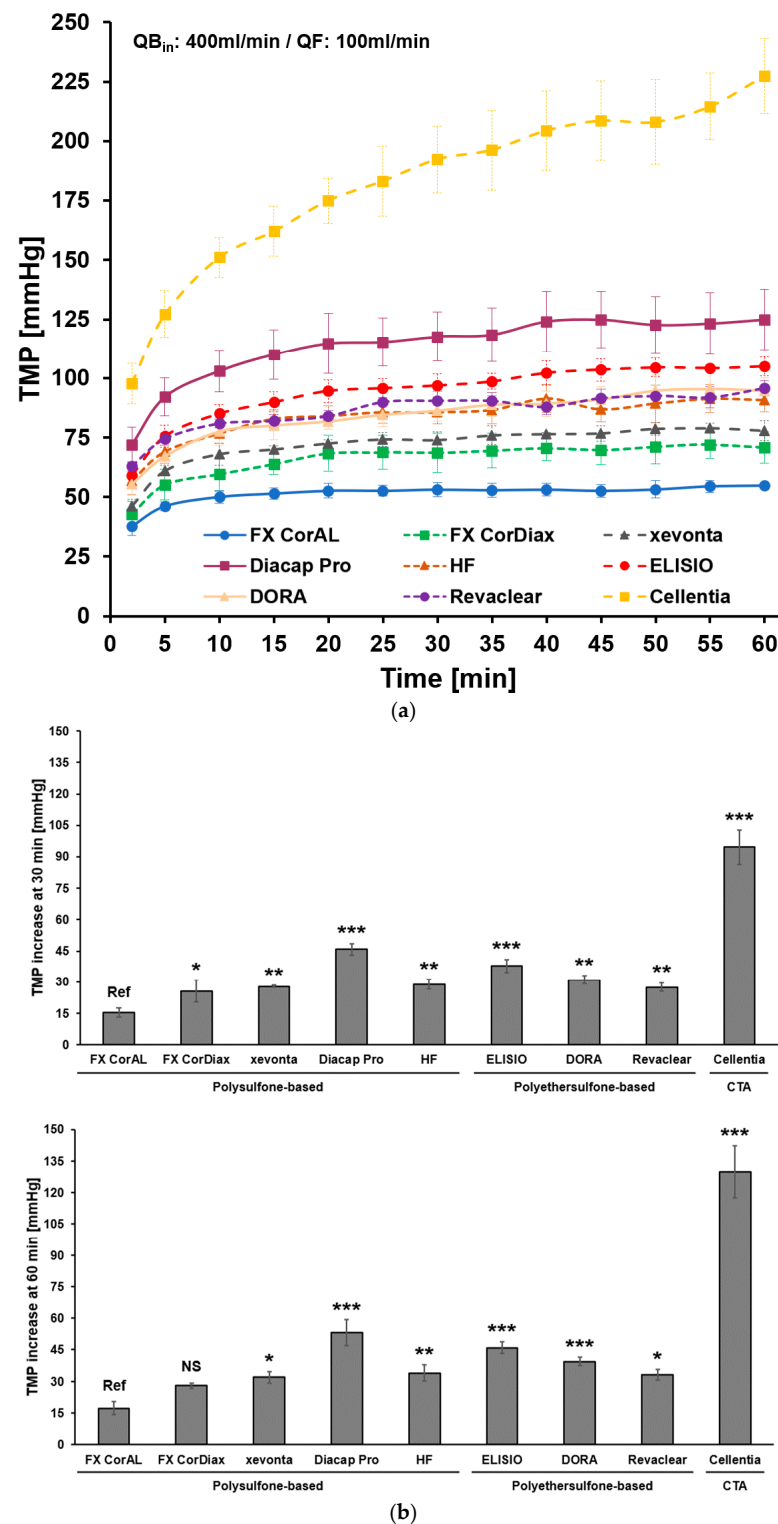 250
225
200
175
150
125
100
75
50
25
0
TMP [mmHg]
QBin: 400ml/min / QF: 100ml/min
FX CorAL FX CorDiax xevonta
Diacap Pro HF ELISIO
DORA Revaclear Cellentia
0 5 10 15 20 25 30 35 40 45 50 55 60
Time [min]
(a)
TMP increase at 30 min [mmHg]
150
135
120
105
90
75
60
45
30
15
0
Ref * ** *** ** *** ** ** ***
FX CorAL FX CorDiax xevonta Diacap Pro HF ELISIO DORA Revaclear Cellentia
Polysulfone-based Polyethersulfone-based CTA
TMP increase at 60 min [mmHg]
150
135
120
105
90
75
60
45
30
15
0
Ref NS * *** ** *** *** * ***
FX CorAL FX CorDiax xevonta Diacap Pro HF ELISIO DORA Revaclear Cellentia
Polysulfone-based Polyethersulfone-based CTA
(b)